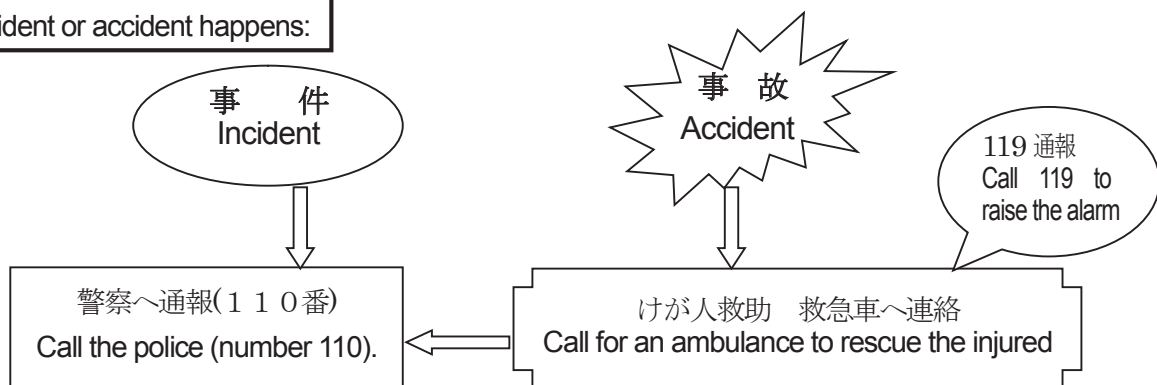 ident or accident happens:
事 件
Incident
事 故
Accident
119 通報
Call 119 to
raise the alarm
警察へ通報(１１０番)
Call the police (number 110).
けが人救助 救急車へ連絡
Call for an ambulance to rescue the injured